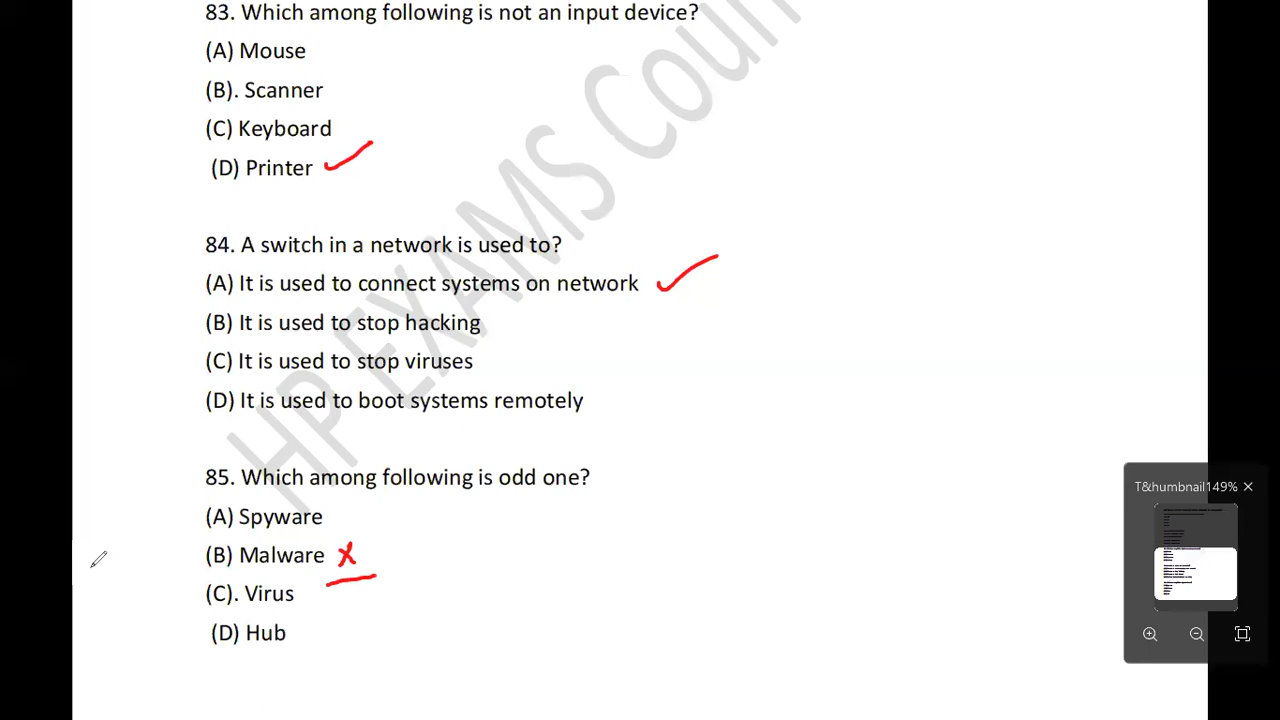 83. Which among following is not an input device?
(A) Mouse
(B). Scanner
(C) Keyboard
(D) Printer
84. A switch in a network is used to?
(A) It is used to connect systems on network
(B) It is used to stop hacking
(C) It is used to stop viruses
(D) It is used to boot systems remotely
85. Which among following is odd one?
(A) Spyware
(B) Malware X
(C). Virus
(D) Hub
HP EXAMS Coun
T&humbnail149%